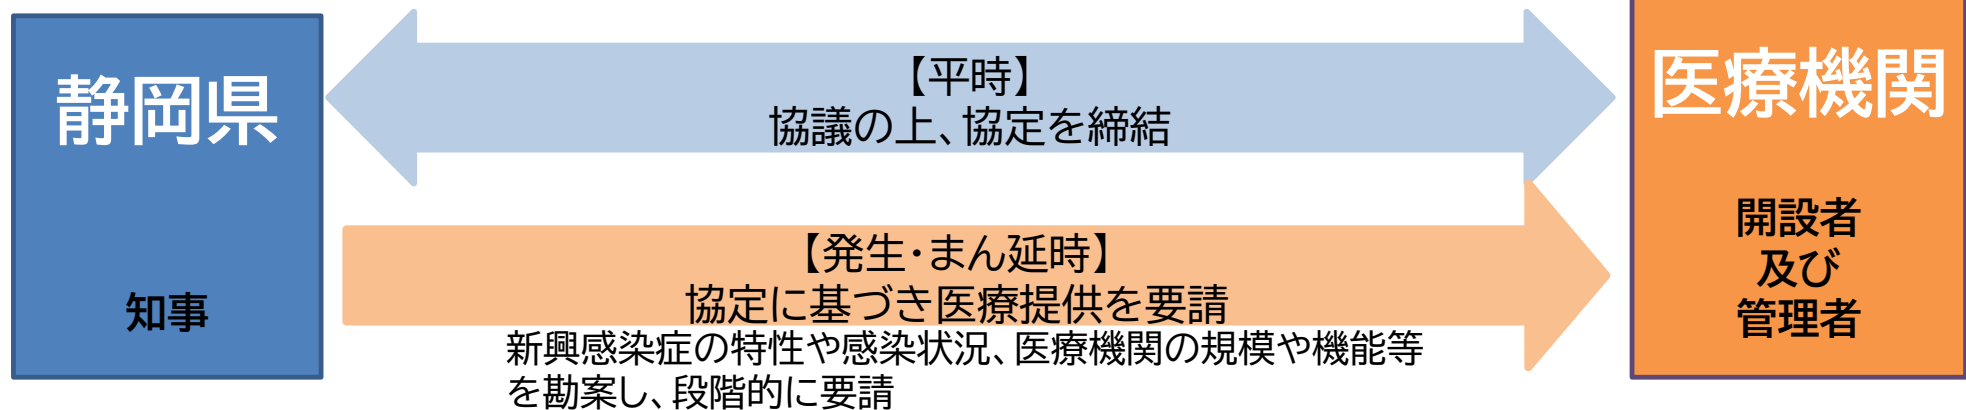 静岡県
知事
【平時】
協議の上、協定を締結
【発生・まん延時】
協定に基づき医療提供を要請
新興感染症の特性や感染状況、医療機関の規模や機能等
を勘案し、段階的に要請
医療機関
開設者
及び
管理者